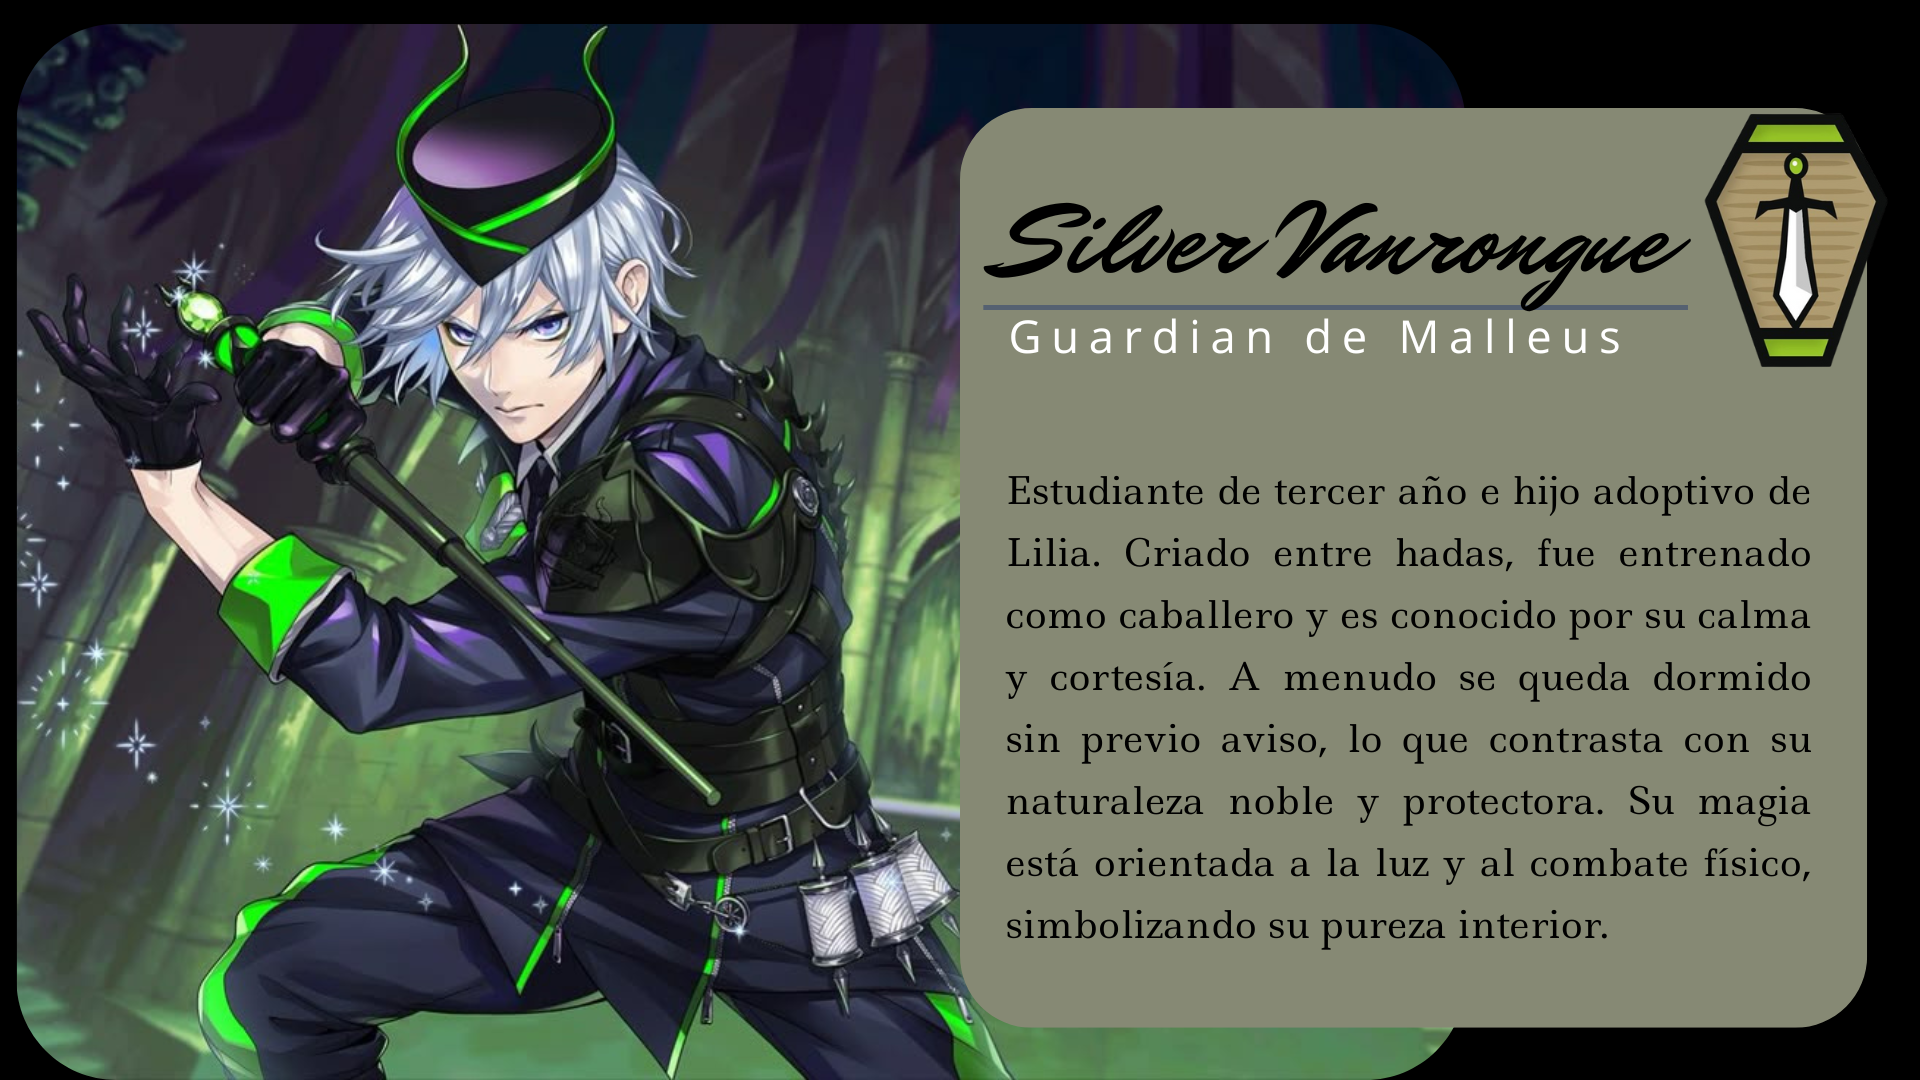 Silver Vanrongue
Guardian de Malleus
Estudiante de tercer año e hijo adoptivo de
Lilia. Criado entre hadas, fue entrenado
como caballero y es conocido por su calma
y cortesía. A menudo se queda dormido
sin previo aviso, lo que contrasta con su
naturaleza noble y protectora. Su magia
está orientada a la luz y al combate físico,
simbolizando su pureza interior.